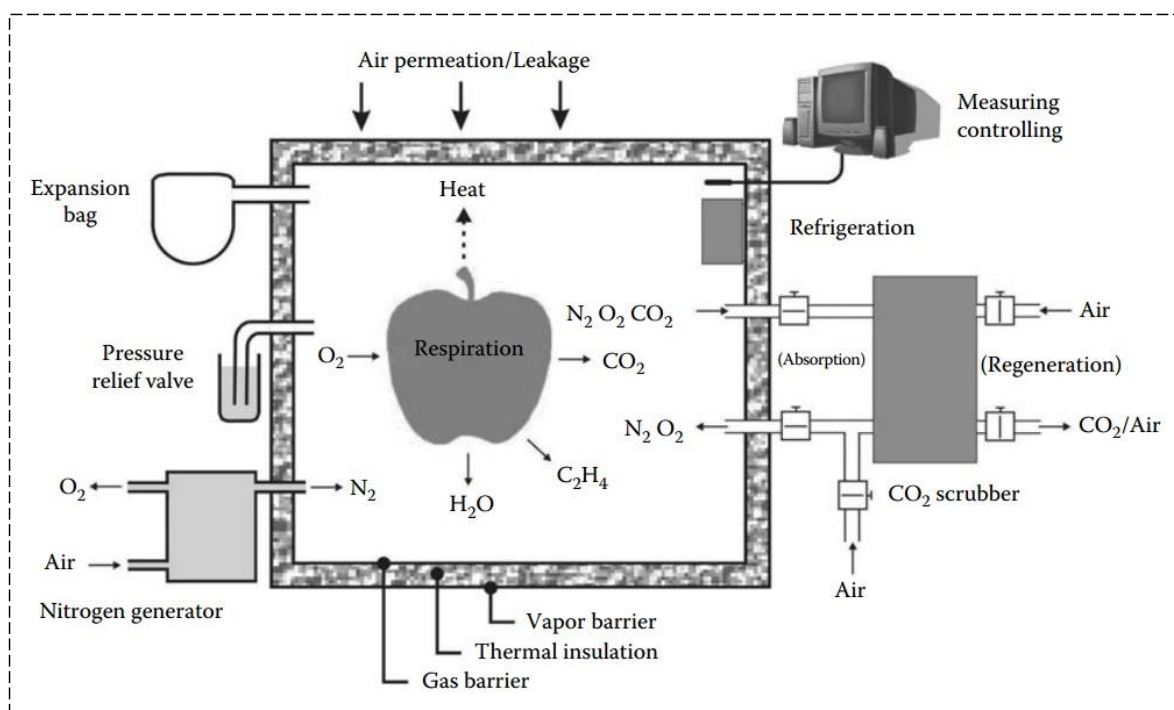 Air permeation/Leakage
Measuring
controlling
Expansion
bag
Heat
Refrigeration
N₂ O₂ CO₂
Air
Pressure
relief valve
O₂
Respiration
CO₂
(Absorption)
(Regeneration)
N₂ O₂
CO₂/Air
C₂H₄
O₂
N₂
H₂O
CO₂ scrubber
Air
Air
Nitrogen generator
Vapor barrier
Thermal insulation
Gas barrier